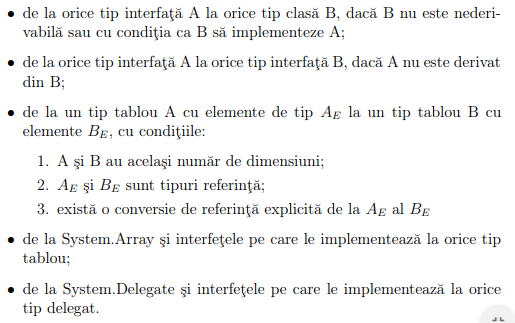 • de la orice tip interfaţă A la orice tip clasă B, dacă B nu este nederi-
vabilă sau cu condiţia ca B să implementeze A;
• de la orice tip interfaţă A la orice tip interfaţă B, dacă A nu este derivat
din B;
• de la un tip tablou A cu elemente de tip A_E la un tip tablou B cu
elemente B_E, cu condiţiile:
1. A şi B au acelaşi număr de dimensiuni;
2. A_E şi B_E sunt tipuri referinţă;
3. există o conversie de referinţă explicită de la A_E al B_E
• de la System.Array şi interfeţele pe care le implementează la orice tip
tablou;
• de la System.Delegate şi interfeţele pe care le implementează la orice
tip delegat.